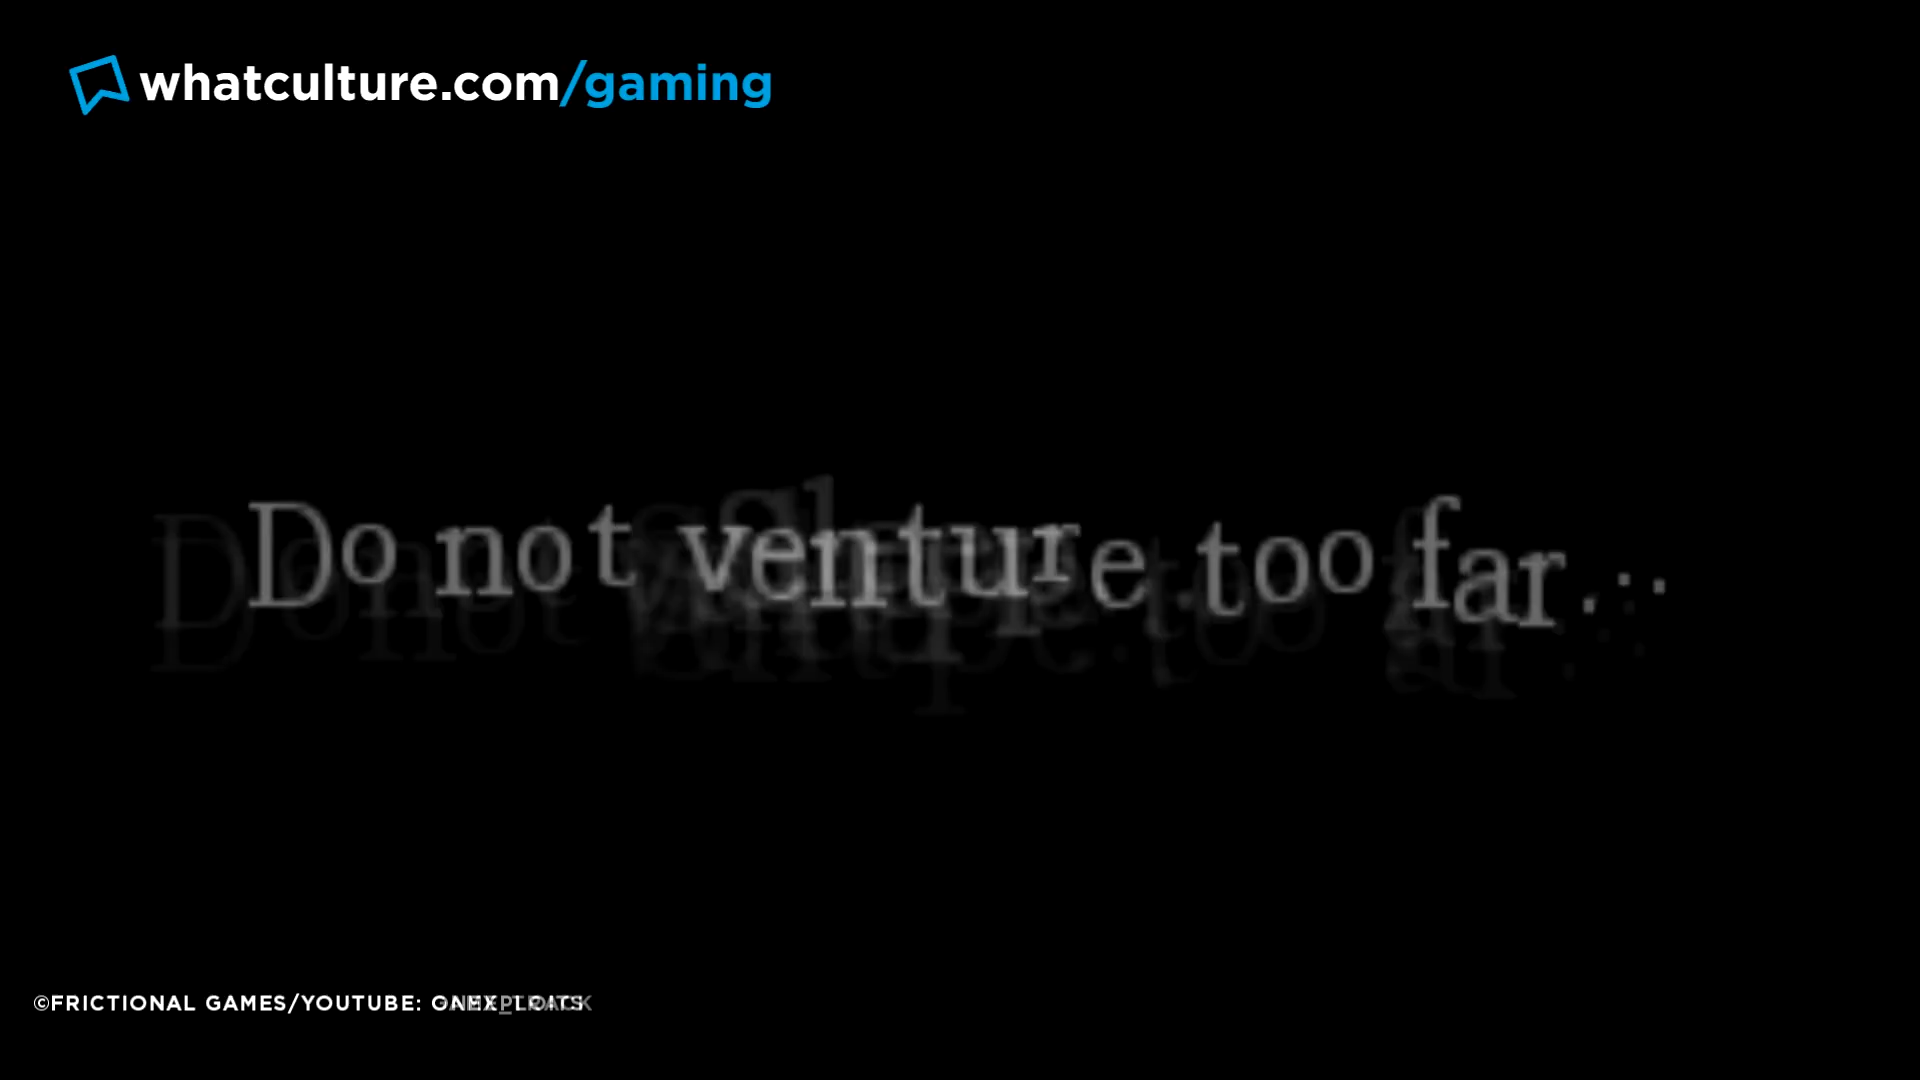 whatculture.com/gaming
Do not venture too far...
©FRICTIONAL GAMES/YOUTUBE: